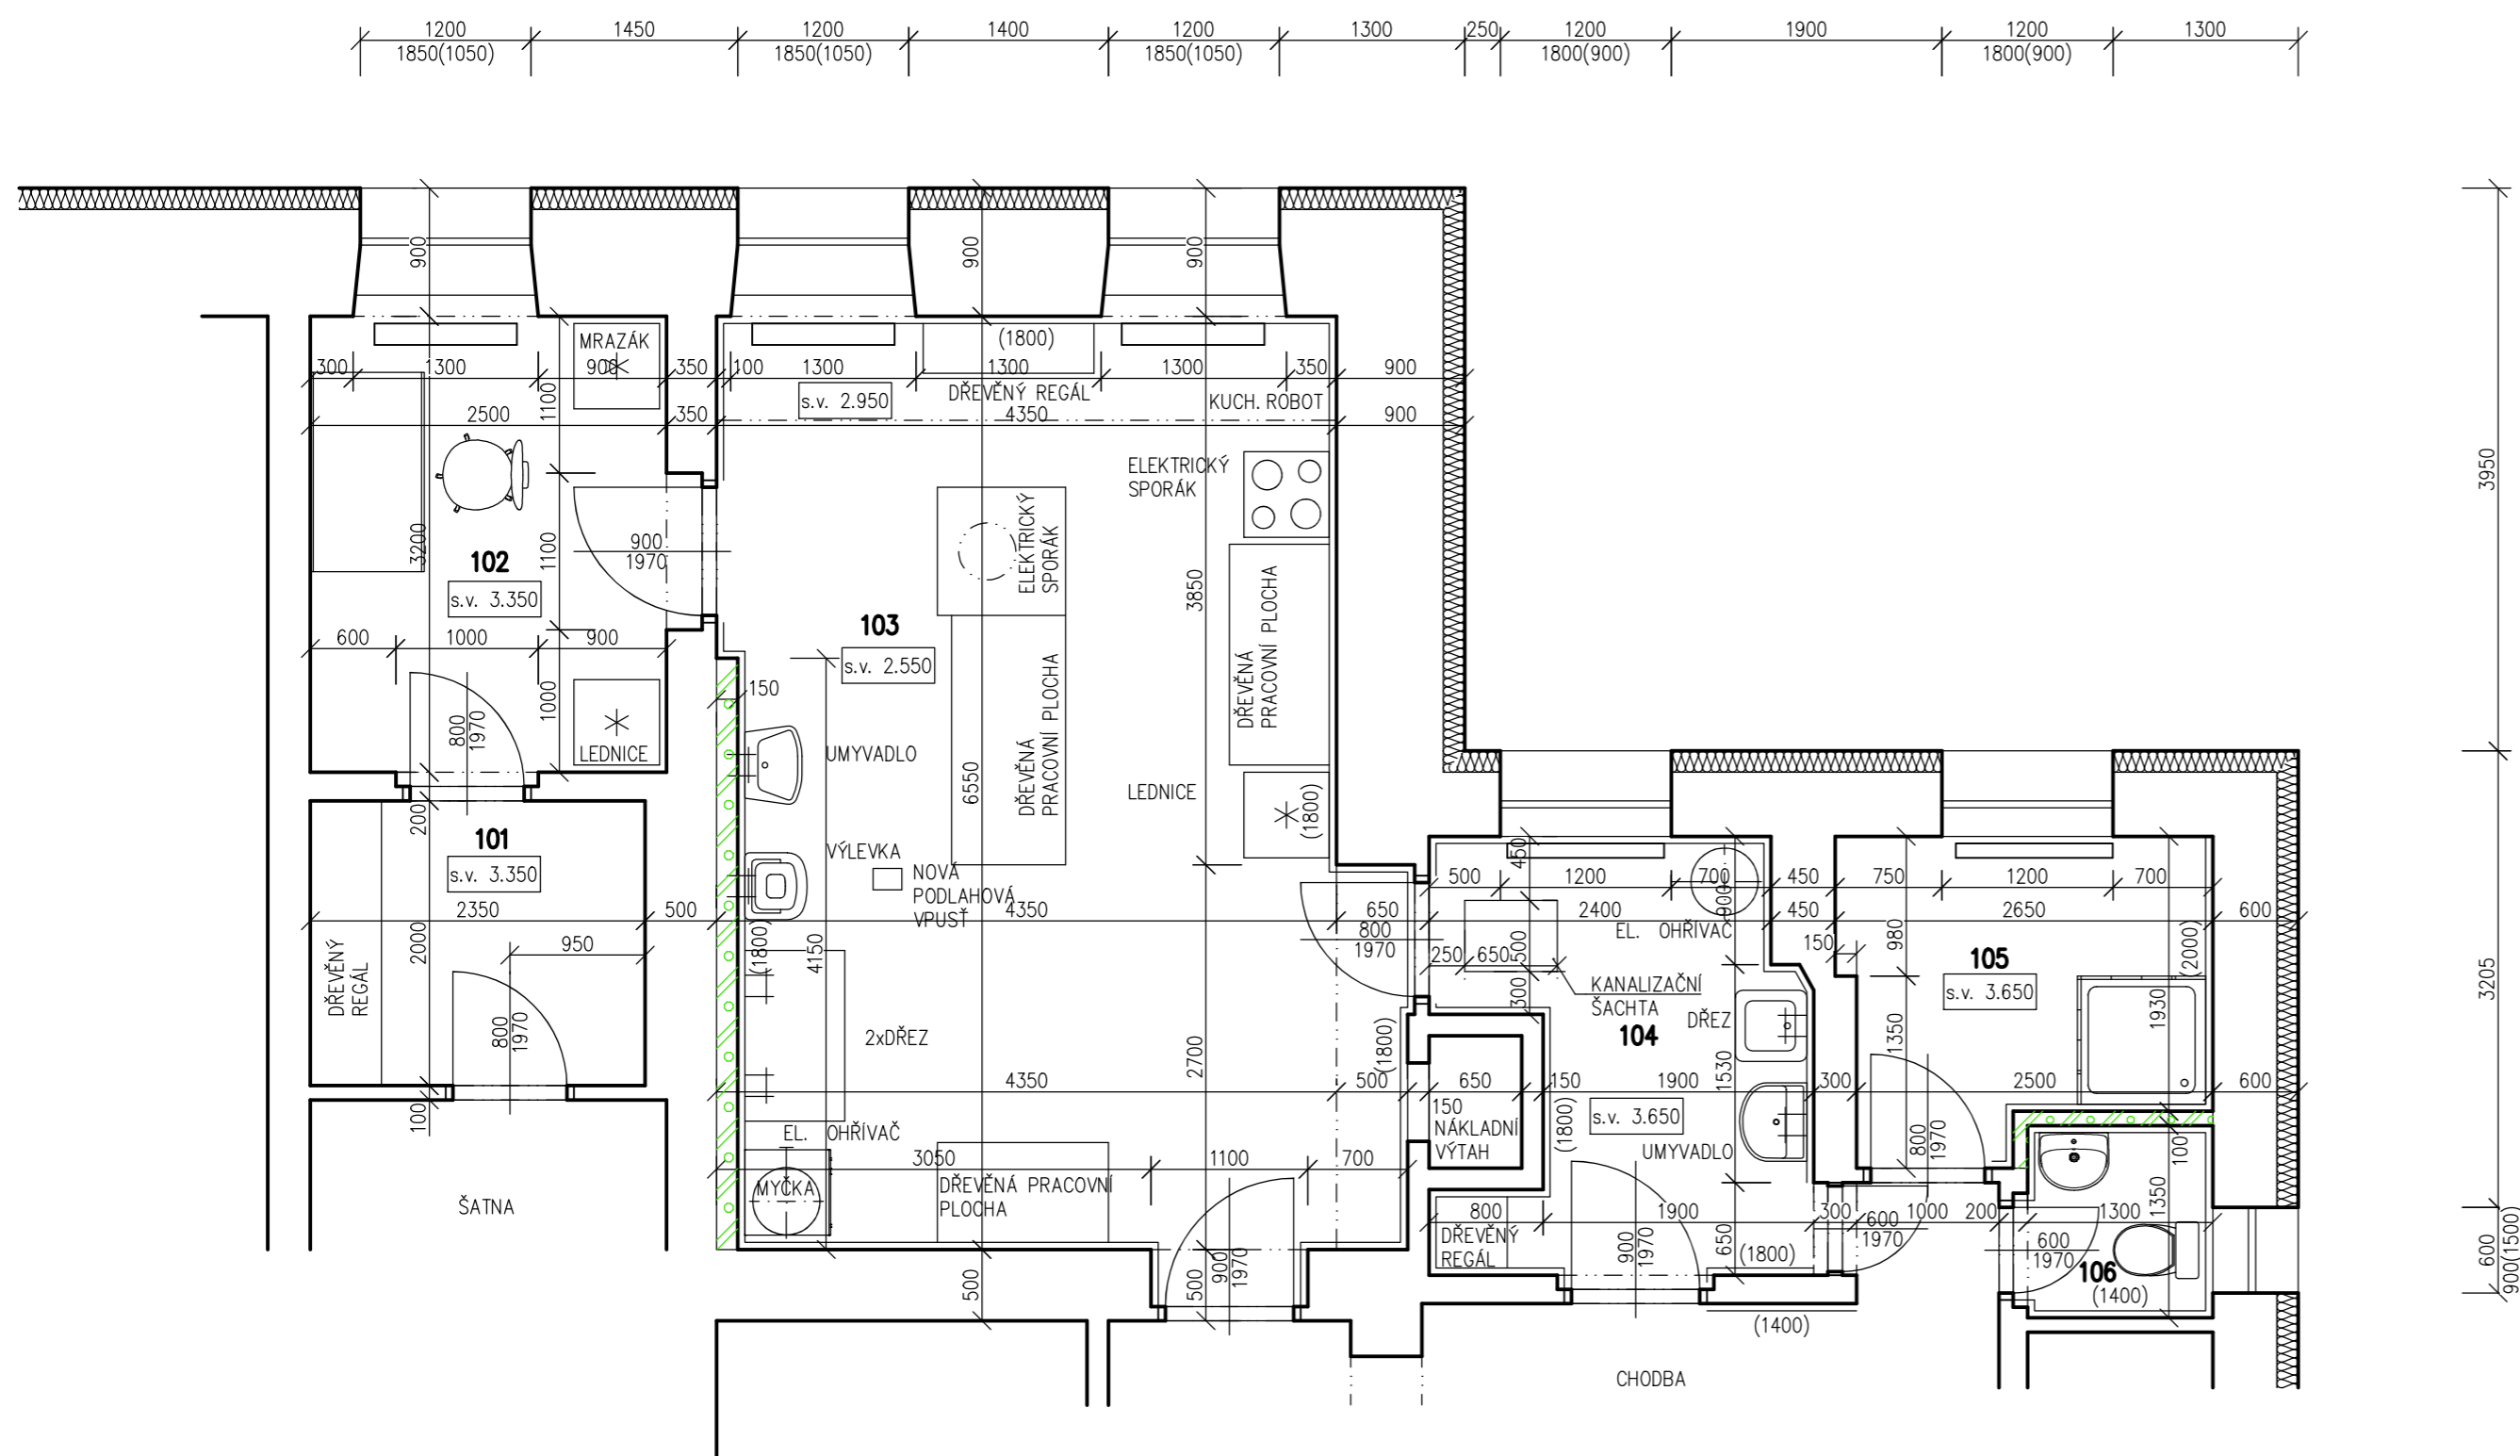 1200 1450 1200 1400 1200 1300 250 1200 1900 1200 1300
1850(1050) 1850(1050) 1850(1050) 1800(900) 1800(900)
900 900 900
MRAZÁK
(1800)
300 1300 900 350 100 1300 1300 1300 350 900
1100
s.v. 2.950
DŘEVĚNÝ REGÁL
KUCH. ROBOT
2500 350 4350 900
3950
ELEKTRICKÝ
SPORÁK
ELEKTRICKÝ
SPORÁK
900
1970
1100
3200
102
s.v. 3.350
3850
DŘEVĚNÁ
PRACOVNÍ PLOCHA
103
s.v. 2.550
600 1000 900
1000
150
DŘEVĚNÁ
PRACOVNÍ PLOCHA
800
1970
LEDNICE
UMYVADLO
6550
LEDNICE
(1800)
200
101
s.v. 3.350
VÝLEVKA
NOVÁ
PODLAHOVÁ
VPUSŤ
450
500 1200 700 450 750 1200 700
900
2350 500 4350 650 2400 450 2650 600
EL. OHŘÍVAČ
800
1970
950
2000
DŘEVĚNÝ
REGÁL
(1800)
4150
250 650 500
300
150
980
105
s.v. 3.650
(2000)
1930
3205
KANALIZAČNÍ
ŠACHTA
DŘEZ
104
1350
800
1970
2xDŘEZ
2700
(1800)
4350 500 650 150 1900 300 2500 600
1530
100
150
NÁKLADNÍ
VÝTAH
(1800)
s.v. 3.650
UMYVADLO
800
1970
100
EL. OHŘÍVAČ
3050 1100 700
MYČKA
DŘEVĚNÁ PRACOVNÍ
PLOCHA
ŠATNA
1350
800 1900 300 600 1000 200 1300
1970
DŘEVĚNÝ
REGÁL
900
1970
650
(1800)
600
1970
106
(1400)
600
900(1500)
500
500
900
1970
(1400)
CHODBA